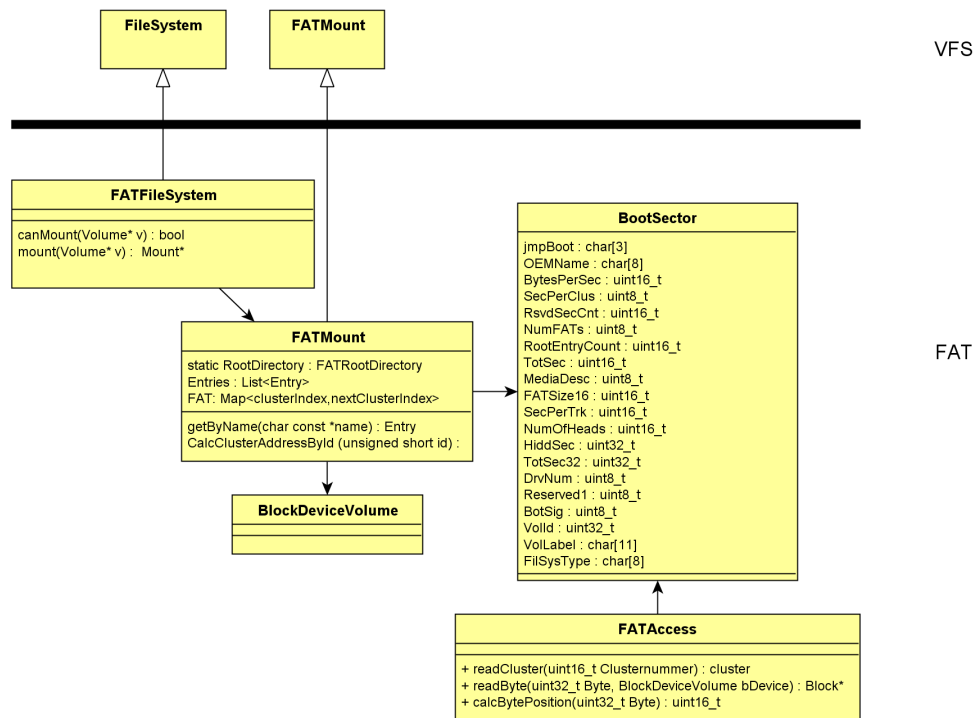 FileSystem
FATMount
VFS
FATFileSystem
canMount(Volume* v) : bool
mount(Volume* v) :  Mount*
BootSector
jmpBoot : char[3]
OEMName : char[8]
BytesPerSec : uint16_t
SecPerClus : uint8_t
RsvdSecCnt : uint16_t
NumFATs : uint8_t
RootEntryCount : uint16_t
TotSec : uint16_t
MediaDesc : uint8_t
FATSize16 : uint16_t
SecPerTrk : uint16_t
NumOfHeads : uint16_t
HiddSec : uint32_t
TotSec32 : uint32_t
DrvNum : uint8_t
Reserved1 : uint8_t
BotSig : uint8_t
VolId : uint32_t
VolLabel : char[11]
FilSysType : char[8]
FAT
FATMount
static RootDirectory : FATRootDirectory
Entries : List<Entry>
FAT: Map<clusterIndex,nextClusterIndex>
getByName(char const *name) : Entry
CalcClusterAddressById (unsigned short id) :
BlockDeviceVolume
FATAccess
+ readCluster(uint16_t Clusternummer) : cluster
+ readByte(uint32_t Byte, BlockDeviceVolume bDevice) : Block*
+ calcBytePosition(uint32_t Byte) : uint16_t